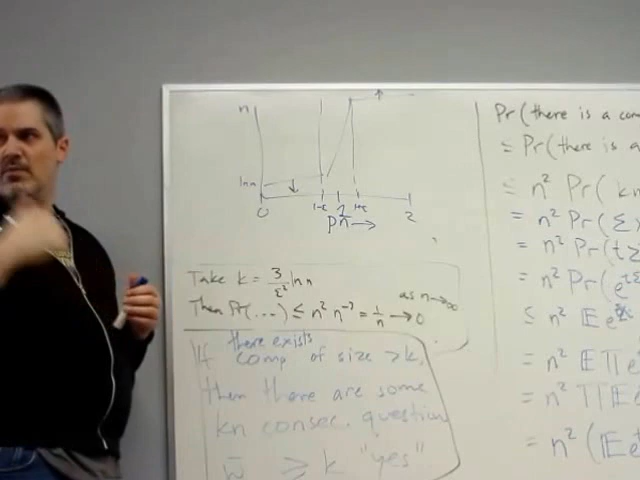 n
ln n
0 1-ε 1 1+ε 2
pn →
Take k = 3/ε² ln n
Then Pr(...) ≤ n² n⁻³ = 1/n → 0
as n→∞
If there exists
comp of size >k,
then there are some
kn consec. question
w ≥ k "yes"
Pr(there is a com
≤ Pr(there is a
≤ n² Pr( kn
= n² Pr(Σ
= n² Pr(t
= n² Pr(e^t
≤ n² 𝔼 e
= n² 𝔼 Π e
= n² Π 𝔼 e
= n² (𝔼 e^t